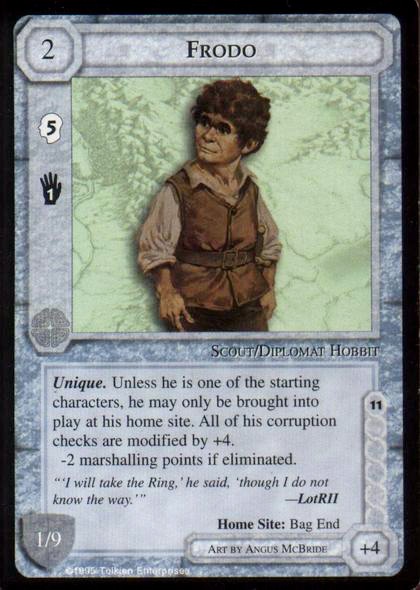 2
FRODO
5
1
SCOUT/DIPLOMAT HOBBIT
Unique. Unless he is one of the starting
characters, he may only be brought into
play at his home site. All of his corruption
checks are modified by +4.
-2 marshalling points if eliminated.
"'I will take the Ring,' he said, 'though I do not
know the way.'" —LotRII
11
Home Site: Bag End
1/9
ART BY ANGUS MCBRIDE
+4
©1995 Tolkien Enterprises